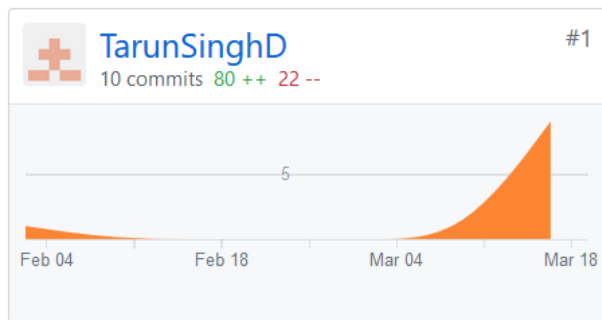 TarunSinghD #1
10 commits 80 ++ 22 --
5
Feb 04 Feb 18 Mar 04 Mar 18